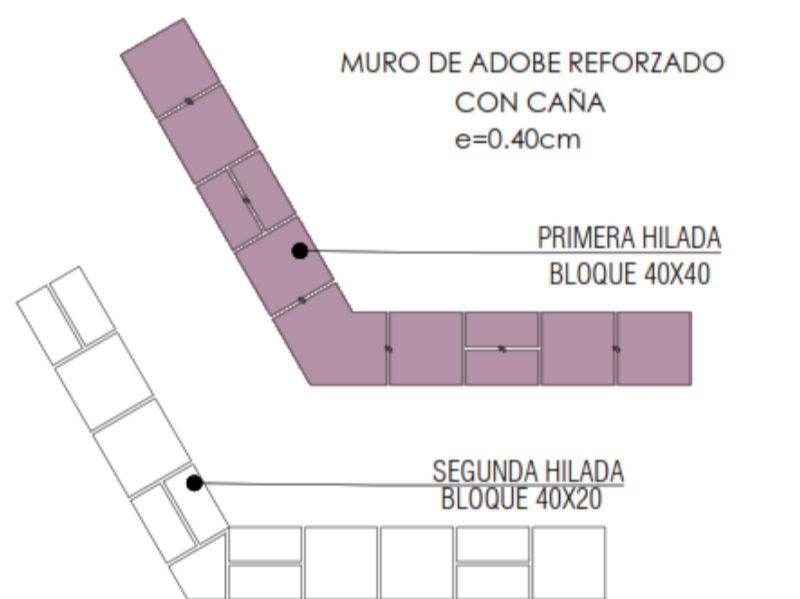 MURO DE ADOBE REFORZADO
CON CAÑA
e=0.40cm
PRIMERA HILADA
BLOQUE 40X40
SEGUNDA HILADA
BLOQUE 40X20